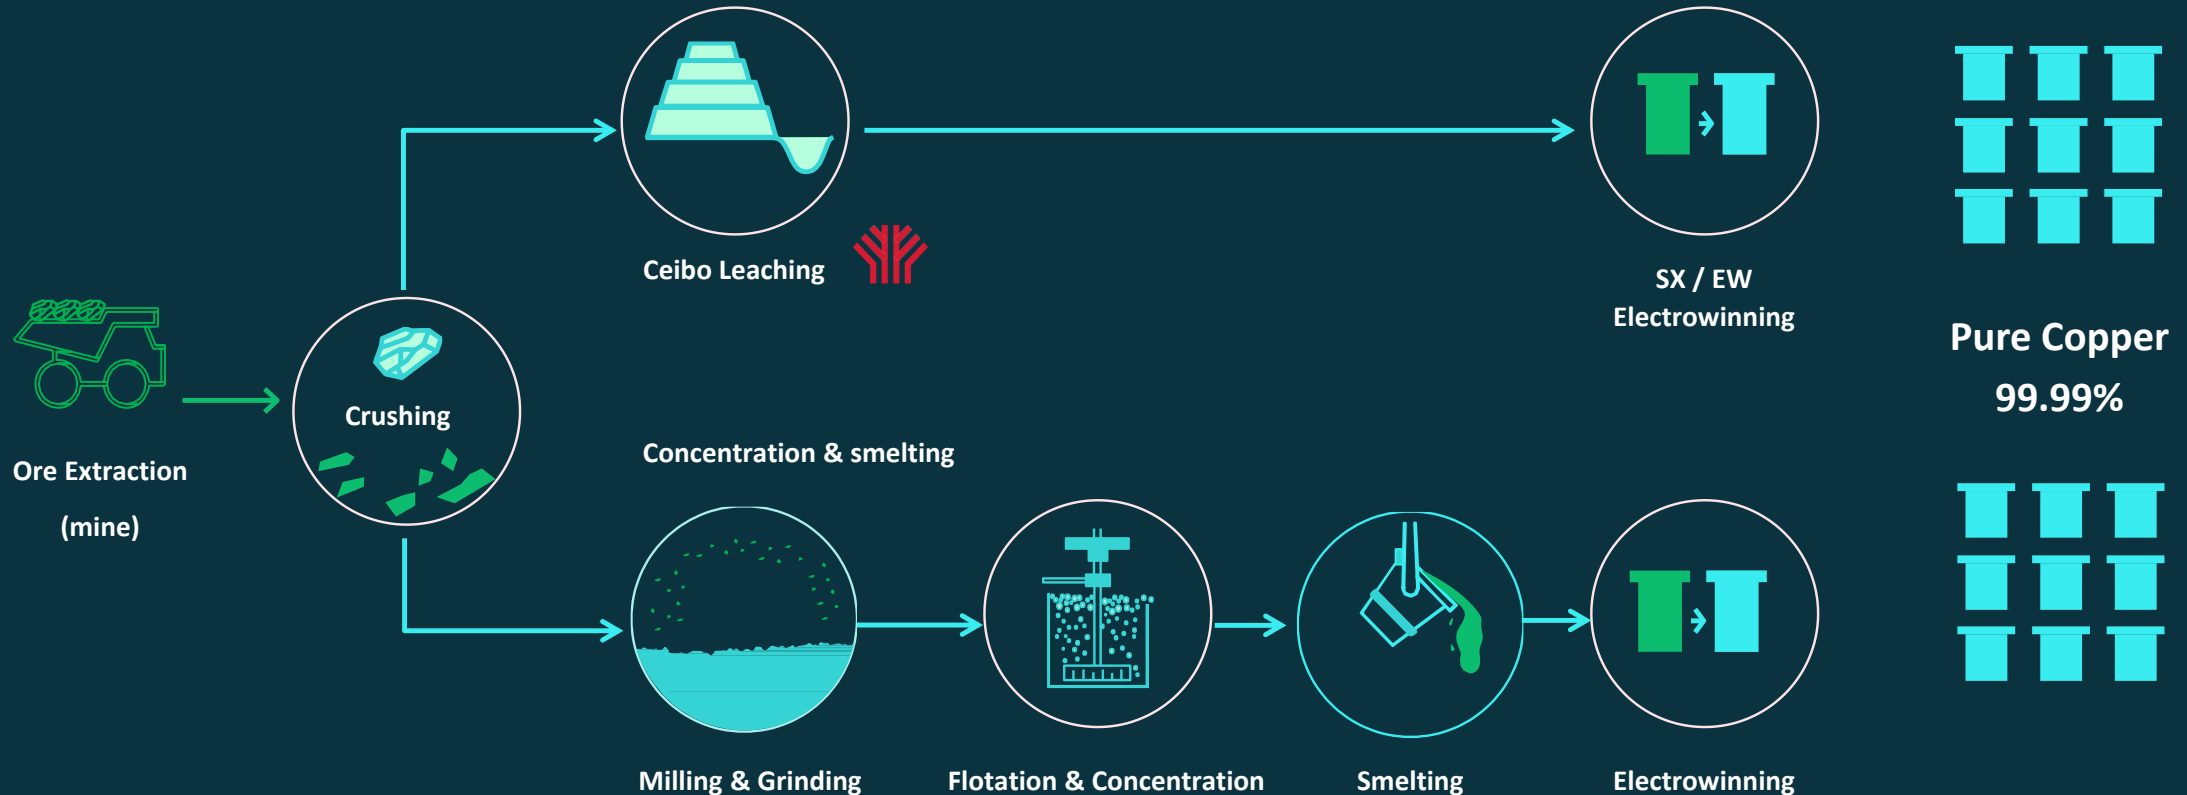 Ceibo Leaching
SX / EW
Electrowinning
Crushing
Pure Copper
99.99%
Ore Extraction
(mine)
Concentration & smelting
Milling & Grinding
Flotation & Concentration
Smelting
Electrowinning